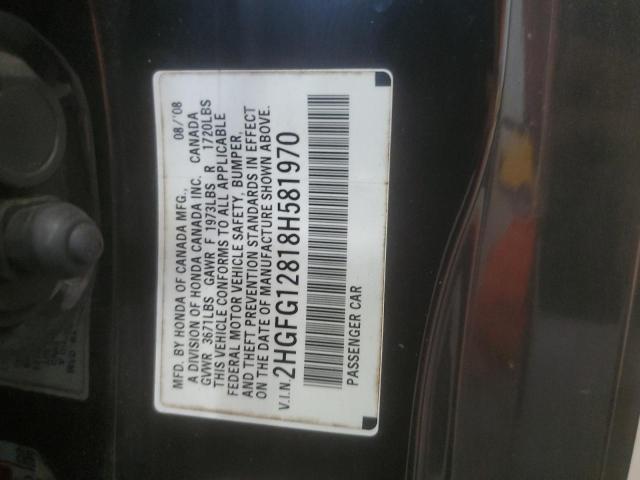 MFD. BY HONDA OF CANADA MFG., 08/'08
A DIVISION OF HONDA CANADA INC. CANADA
GVWR 3671LBS GAWR F 1973LBS R 1720LBS
THIS VEHICLE CONFORMS TO ALL APPLICABLE
FEDERAL MOTOR VEHICLE SAFETY, BUMPER,
AND THEFT PREVENTION STANDARDS IN EFFECT
ON THE DATE OF MANUFACTURE SHOWN ABOVE.
V.I.N. 2HGFG12818H581970
PASSENGER CAR